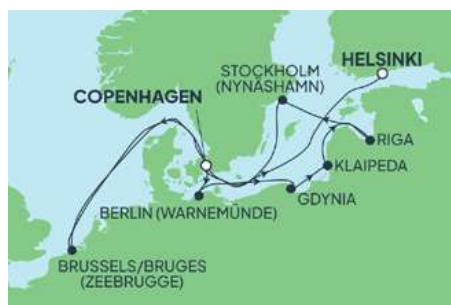 HELSINKI
STOCKHOLM
(NYNÄSHAMN)
COPENHAGEN
RIGA
KLAIPEDA
GDYNIA
BERLIN (WARNEMÜNDE)
BRUSSELS/BRUGES
(ZEEBRUGGE)